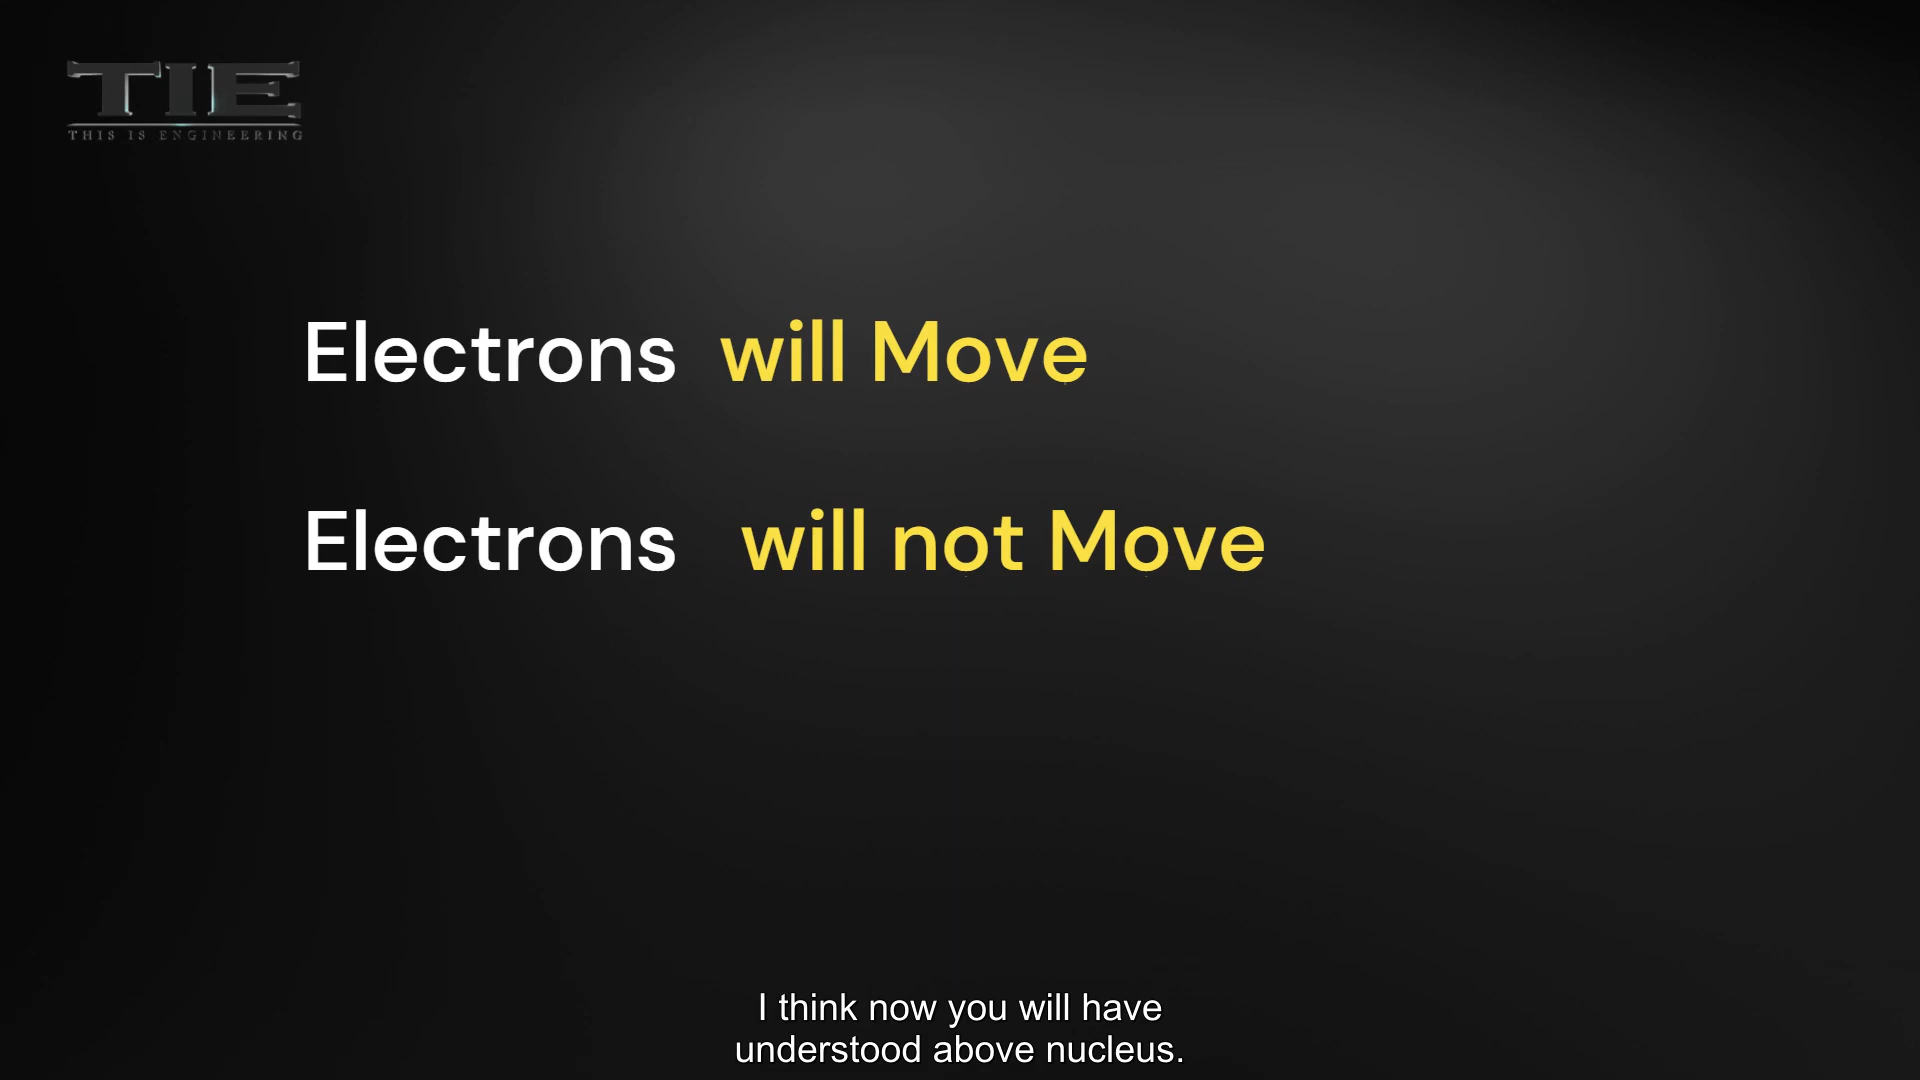 TIE
THIS IS ENGINEERING
Electrons will Move
Electrons will not Move
I think now you will have
understood above nucleus.